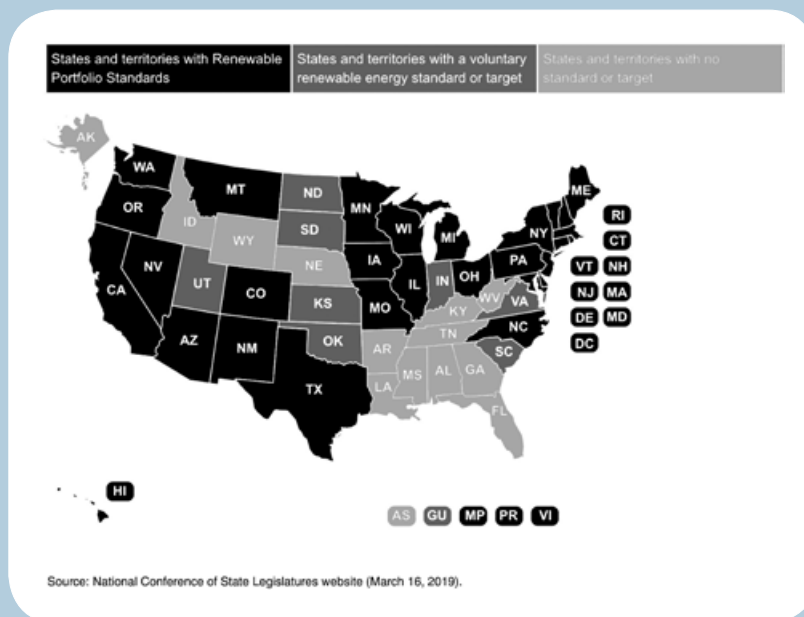 States and territories with Renewable
Portfolio Standards
States and territories with a voluntary
renewable energy standard or target
States and territories with no
standard or target
AK
WA
MT
ND
MN
ME
OR
ID
SD
WI
MI
NY
RI
WY
CT
IA
PA
NE
NV
IL
IN
OH
VT
NH
UT
CO
CA
KS
MO
WV
VA
NJ
MA
KY
DE
MD
NC
TN
AZ
NM
OK
AR
SC
DC
MS
AL
GA
TX
LA
FL
HI
AS
GU
MP
PR
VI
Source: National Conference of State Legislatures website (March 16, 2019).